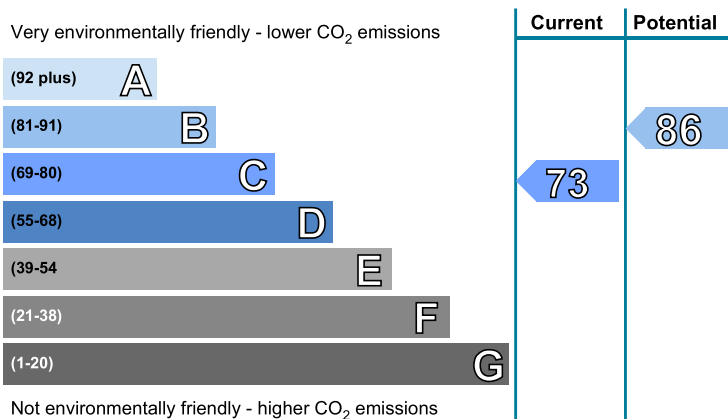 Very environmentally friendly - lower CO2 emissions
Current
Potential
(92 plus) A
(81-91) B
86
(69-80) C
73
(55-68) D
(39-54 E
(21-38) F
(1-20) G
Not environmentally friendly - higher CO2 emissions